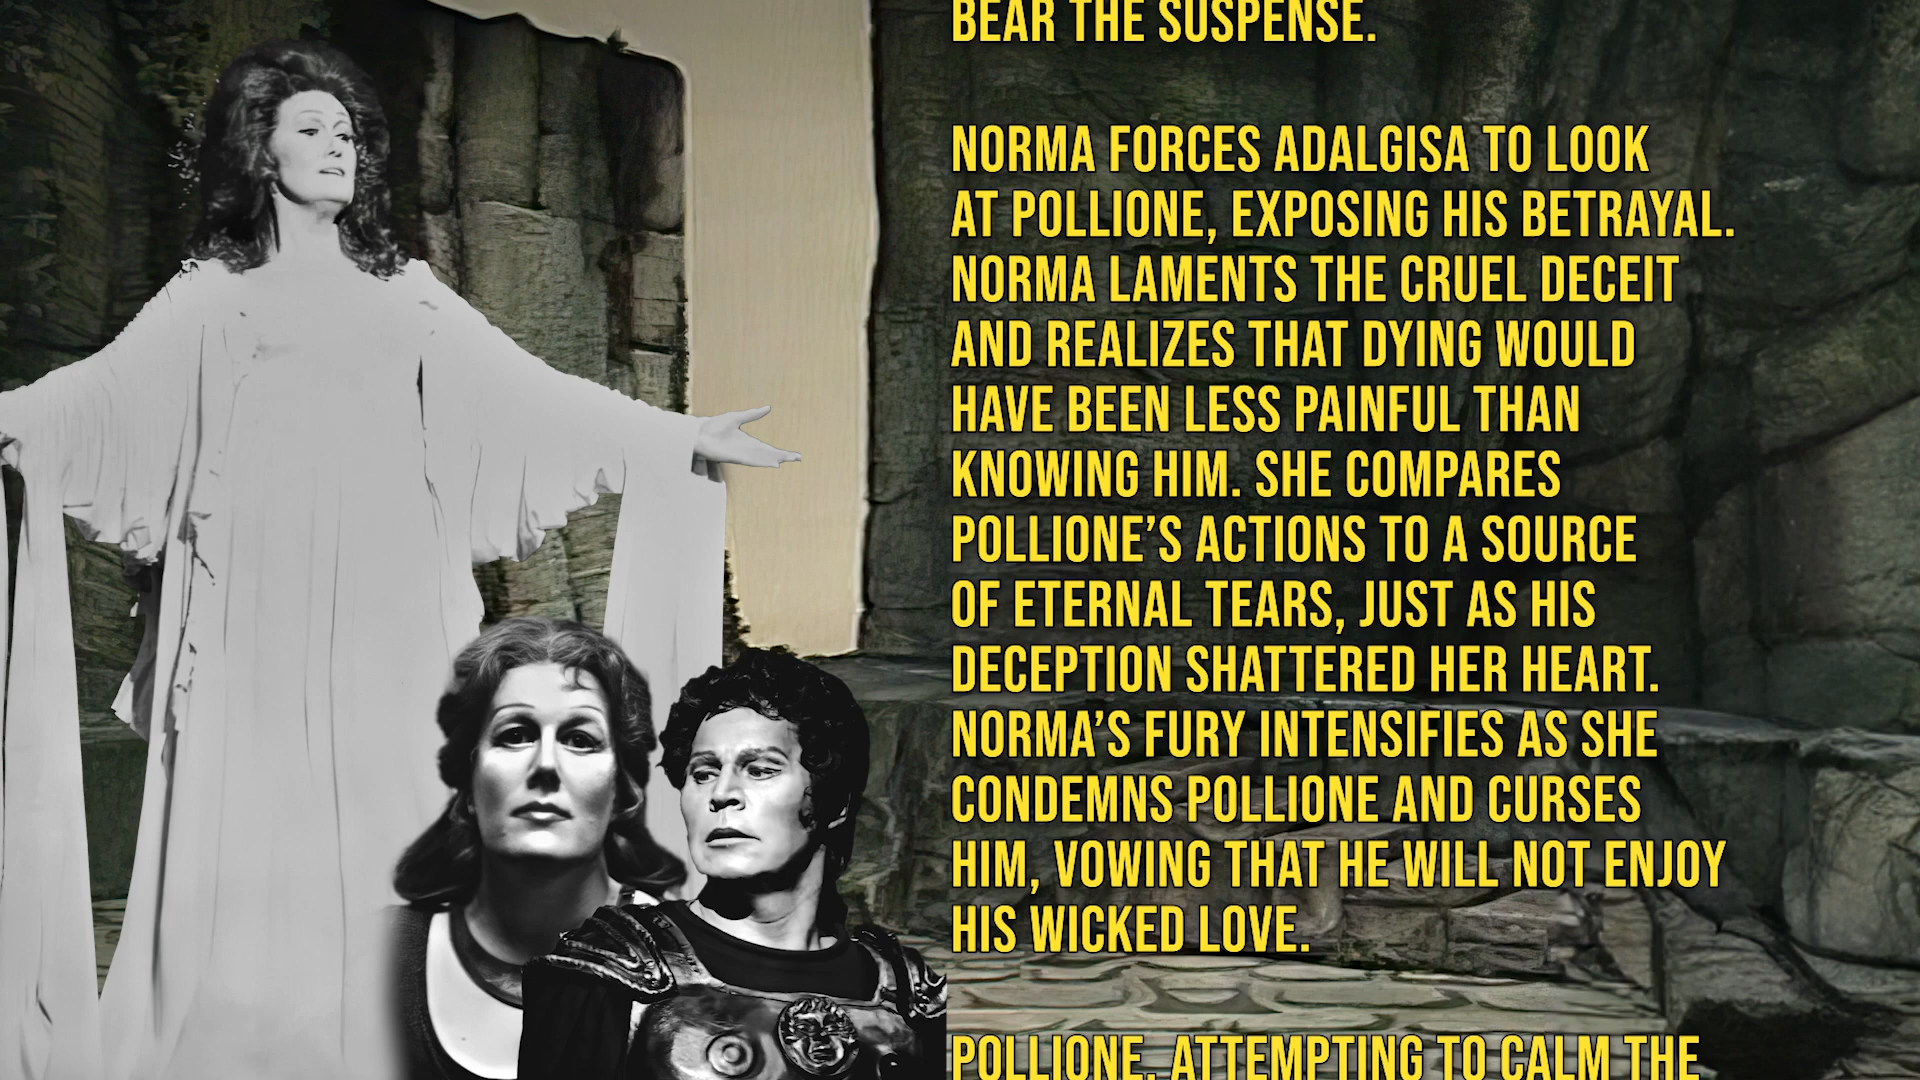 BEAR THE SUSPENSE.
NORMA FORCES ADALGISA TO LOOK
AT POLLIONE, EXPOSING HIS BETRAYAL.
NORMA LAMENTS THE CRUEL DECEIT
AND REALIZES THAT DYING WOULD
HAVE BEEN LESS PAINFUL THAN
KNOWING HIM. SHE COMPARES
POLLIONE’S ACTIONS TO A SOURCE
OF ETERNAL TEARS, JUST AS HIS
DECEPTION SHATTERED HER HEART.
NORMA’S FURY INTENSIFIES AS SHE
CONDEMNS POLLIONE AND CURSES
HIM, VOWING THAT HE WILL NOT ENJOY
HIS WICKED LOVE.
POLLIONE, ATTEMPTING TO CALM THE